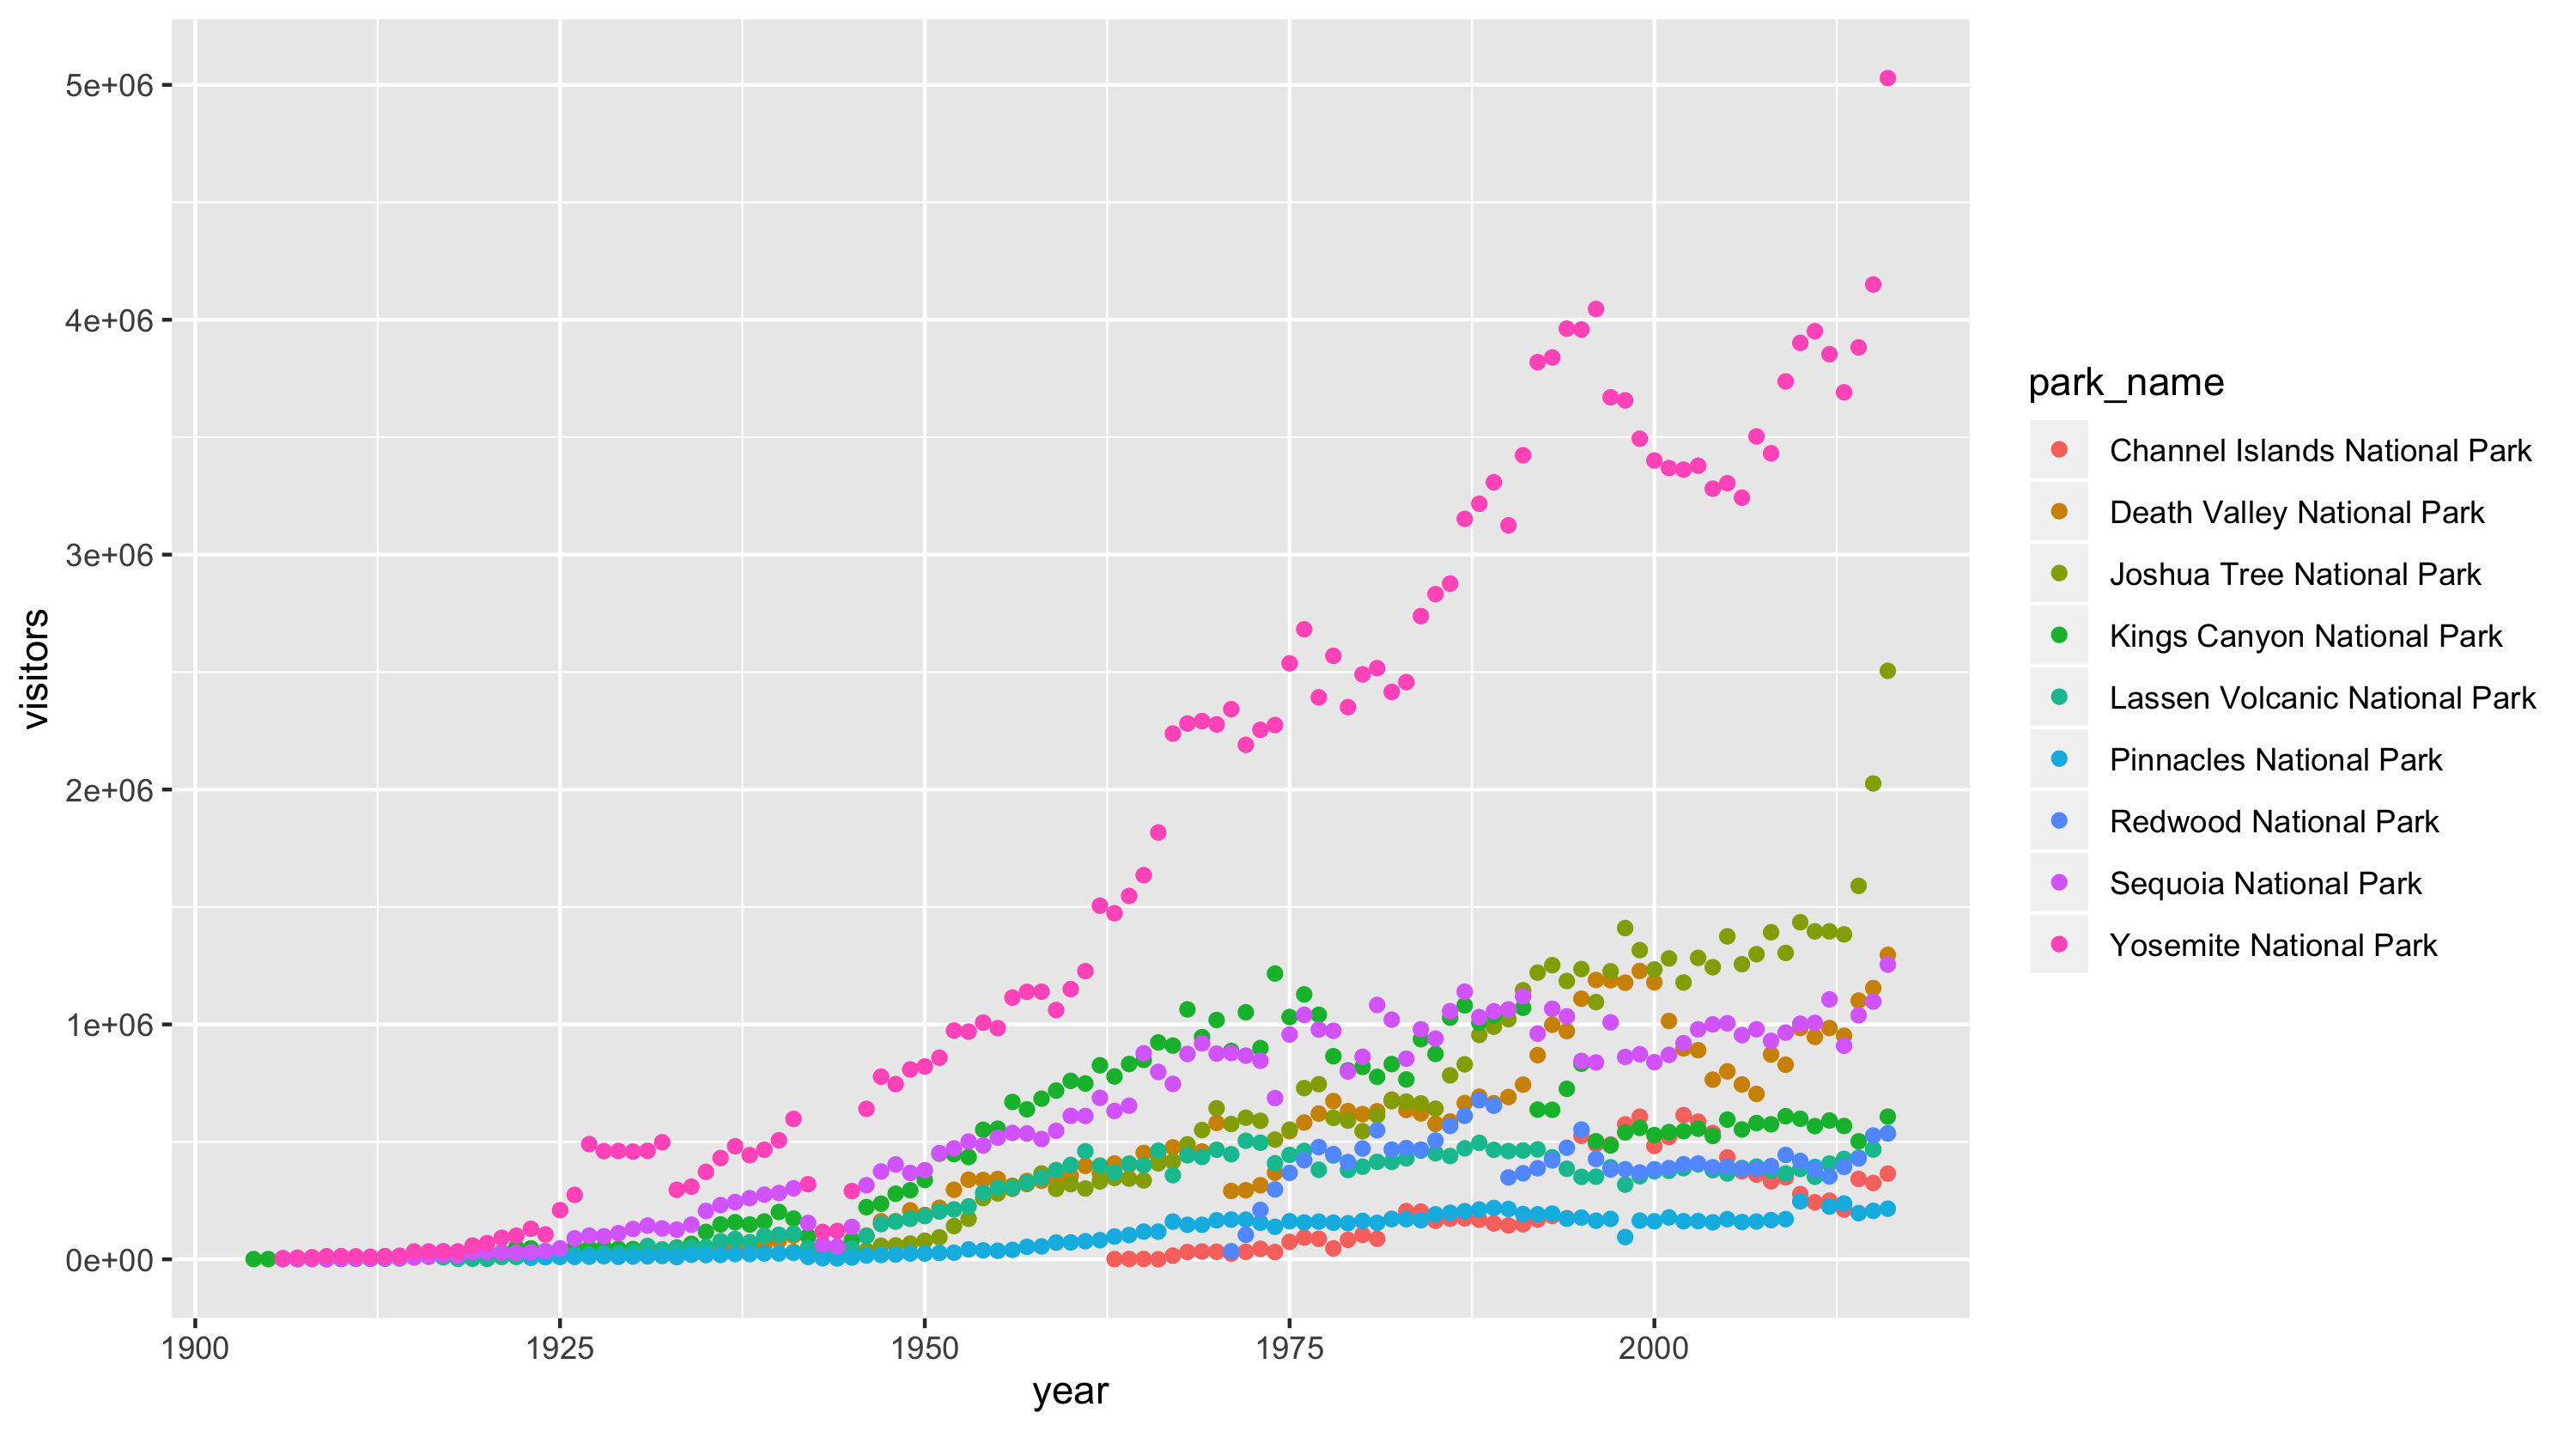 5e+06
4e+06
3e+06
2e+06
1e+06
0e+00
visitors
1900 1925 1950 1975 2000
year
park_name
Channel Islands National Park
Death Valley National Park
Joshua Tree National Park
Kings Canyon National Park
Lassen Volcanic National Park
Pinnacles National Park
Redwood National Park
Sequoia National Park
Yosemite National Park